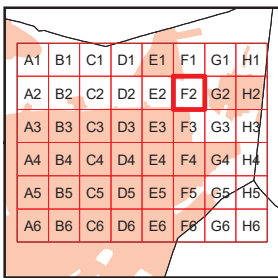 A1 B1 C1 D1 E1 F1 G1 H1
A2 B2 C2 D2 E2 F2 G2 H2
A3 B3 C3 D3 E3 F3 G3 H3
A4 B4 C4 D4 E4 F4 G4 H4
A5 B5 C5 D5 E5 F5 G5 H5
A6 B6 C6 D6 E6 F6 G6 H6